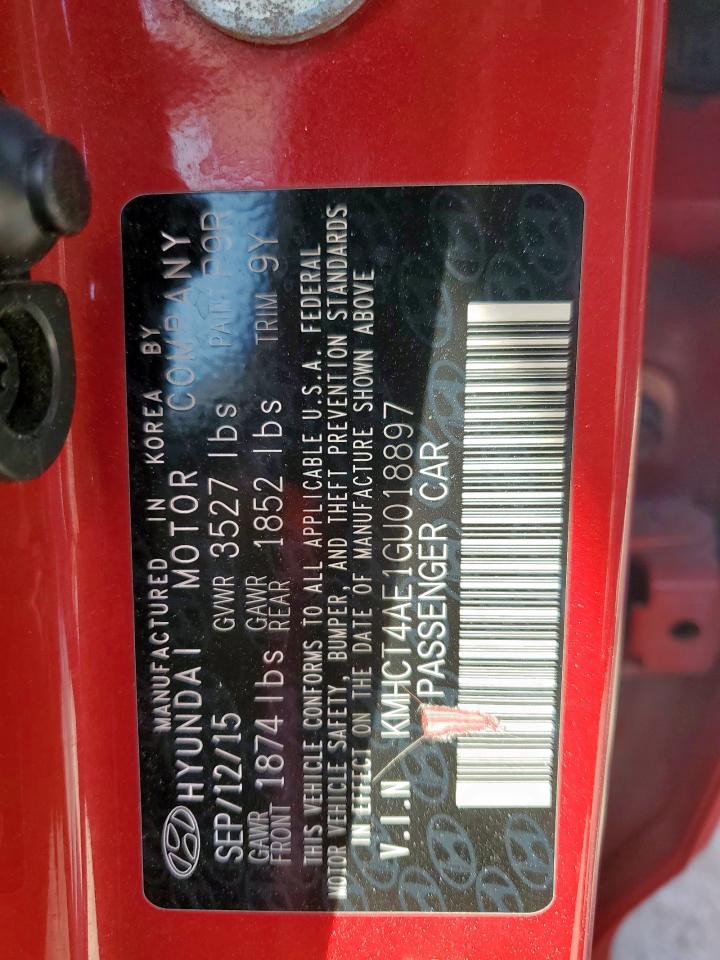 MANUFACTURED IN KOREA BY
HYUNDAI MOTOR COMPANY
SEP/12/15 GVWR 3527 lbs PAINT P9R
GAWR FRONT 1874 lbs GAWR REAR 1852 lbs TRIM 9Y
THIS VEHICLE CONFORMS TO ALL APPLICABLE U.S.A. FEDERAL
MOTOR VEHICLE SAFETY, BUMPER, AND THEFT PREVENTION STANDARDS
IN EFFECT ON THE DATE OF MANUFACTURE SHOWN ABOVE
V.I.N KMHCT4AE1GU018897
PASSENGER CAR